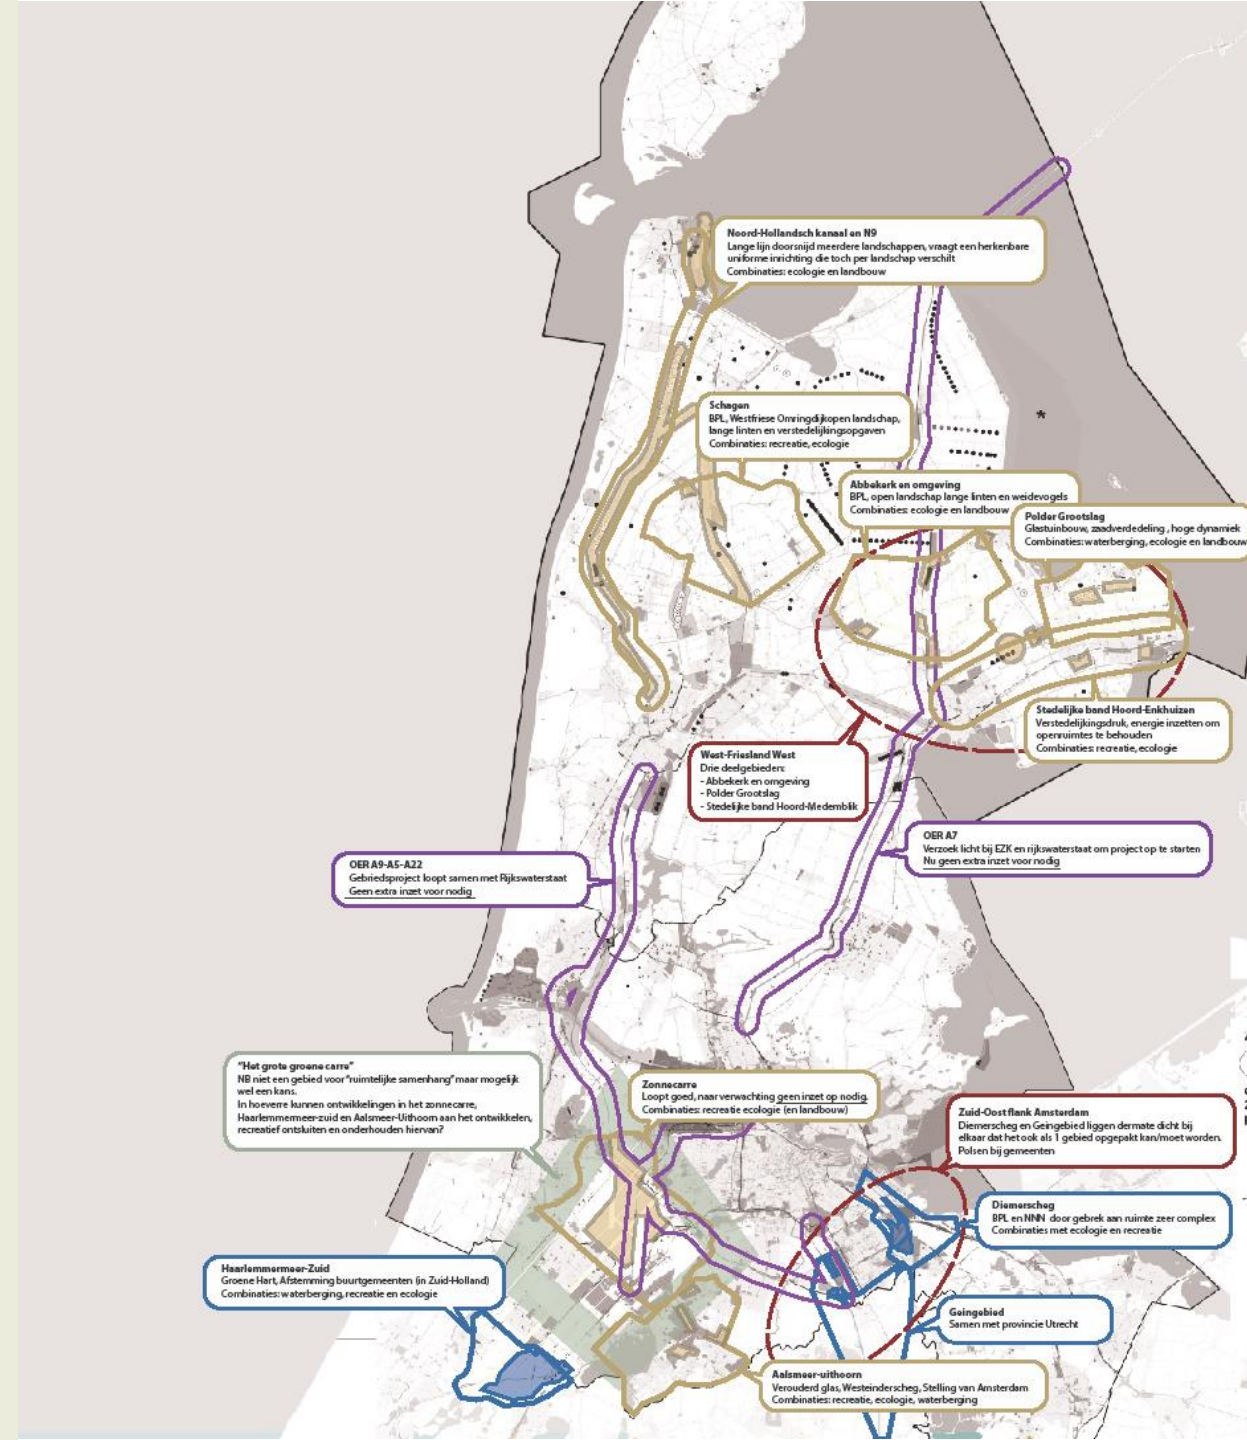 Noord-Hollandsch kanaal en N9
Lange lijn doorsnijd meerdere landschappen, vraagt een herkenbare
uniforme inrichting die toch per landschap verschilt
Combinaties: ecologie en landbouw
Schagen
BPL, Westfriese Omringdijkopen landschap,
lange linten en verstedelijkingsopgaven
Combinaties: recreatie, ecologie
Abbekerk en omgeving
BPL, open landschap lange linten en weidevogels
Combinaties: ecologie en landbouw
Polder Grootslag
Glastuinbouw, zaadverdedeling, hoge dynamiek
Combinaties: waterberging, ecologie en landbouw
Stedelijke band Hoord-Enkhuizen
Verstedelijkingsdruk, energie inzetten om
openruimtes te behouden
Combinaties: recreatie, ecologie
West-Friesland West
Drie deelgebieden:
- Abbekerk en omgeving
- Polder Grootslag
- Stedelijke band Hoord-Medemblik
OER A7
Verzoek licht bij EZK en rijkswaterstaat om project op te starten
Nu geen extra inzet voor nodig
OER A9-A5-A22
Gebriedsproject loopt samen met Rijkswaterstaat
Geen extra inzet voor nodig
"Het grote groene carre"
NB niet een gebied voor "ruimtelijke samenhang" maar mogelijk
wel een kans.
In hoeverre kunnen ontwikkelingen in het zonnecarre,
Haarlemmermeer-zuid en Aalsmeer-Uithoorn aan het ontwikkelen,
recreatief ontsluiten en onderhouden hiervan?
Zonnecarre
Loopt goed, naar verwachting geen inzet op nodig.
Combinaties: recreatie ecologie (en landbouw)
Zuid-Oost flank Amsterdam
Diemerscheg en Geingebied liggen dermate dicht bij
elkaar dat het ook als 1 gebied opgepakt kan/moet worden.
Polsen bij gemeenten
Diemerscheg
BPL en NNN door gebrek aan ruimte zeer complex
Combinaties met ecologie en recreatie
Haarlemmermeer-Zuid
Groene Hart, Afstemming buurtgemeenten (in Zuid-Holland)
Combinaties: waterberging, recreatie en ecologie
Geingebied
Samen met provincie Utrecht
Aalsmeer-uithoorn
Verouderd glas, Westeinderscheg, Stelling van Amsterdam
Combinaties: recreatie, ecologie, waterberging